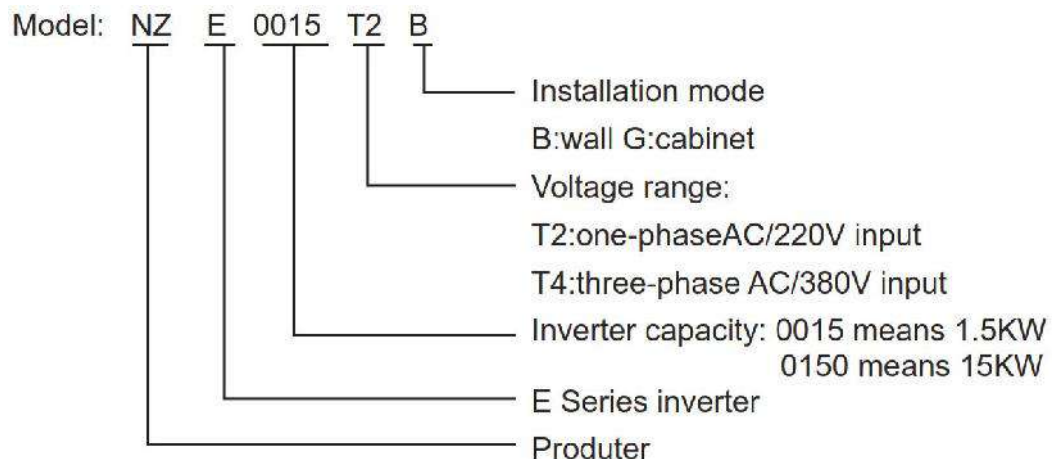 Model: NZ E 0015 T2 B
Installation mode
B:wall G:cabinet
Voltage range:
T2:one-phaseAC/220V input
T4:three-phase AC/380V input
Inverter capacity: 0015 means 1.5KW
0150 means 15KW
E Series inverter
Produter